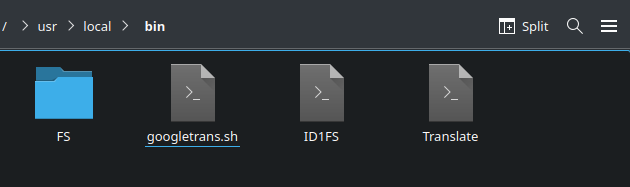 / > usr > local > bin Split
>_ >_ >_
FS googletrans.sh ID1FS Translate